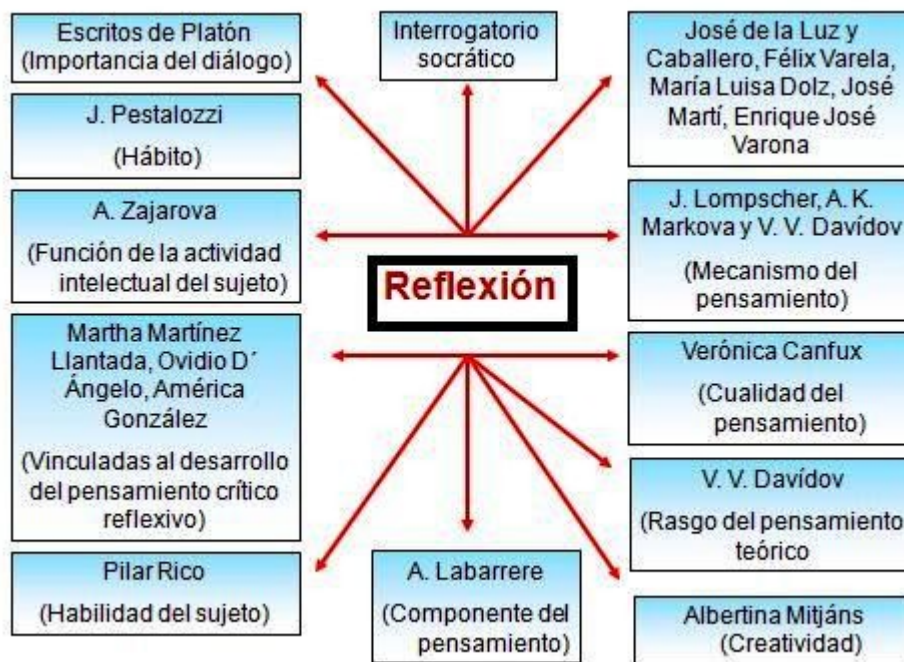 Escritos de Platón
(Importancia del diálogo)
J. Pestalozzi
(Hábito)
A. Zajarova
(Función de la actividad
intelectual del sujeto)
Martha Martínez
Llantada, Ovidio D´
Ángelo, América
González
(Vinculadas al desarrollo
del pensamiento crítico
reflexivo)
Pilar Rico
(Habilidad del sujeto)
Interrogatorio
socrático
Reflexión
A. Labarrere
(Componente del
pensamiento)
José de la Luz y
Caballero, Félix Varela,
María Luisa Dolz, José
Martí, Enrique José
Varona
J. Lompscher, A. K.
Markova y V. V. Davídov
(Mecanismo del
pensamiento)
Verónica Canfux
(Cualidad del
pensamiento)
V. V. Davídov
(Rasgo del pensamiento
teórico
Albertina Mitjáns
(Creatividad)